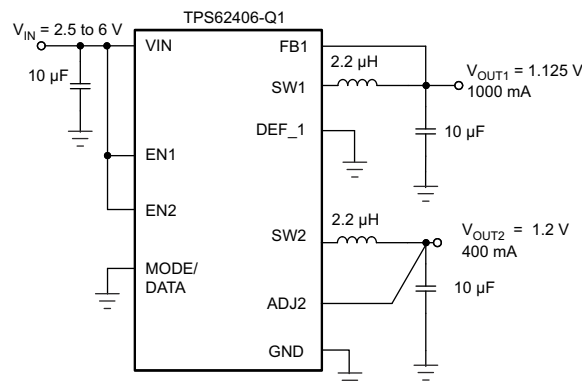 TPS62406-Q1
V_IN = 2.5 to 6 V
VIN
FB1
10 µF
2.2 µH
SW1
V_OUT1 = 1.125 V
1000 mA
DEF_1
10 µF
EN1
EN2
2.2 µH
SW2
V_OUT2 = 1.2 V
400 mA
MODE/
DATA
ADJ2
10 µF
GND